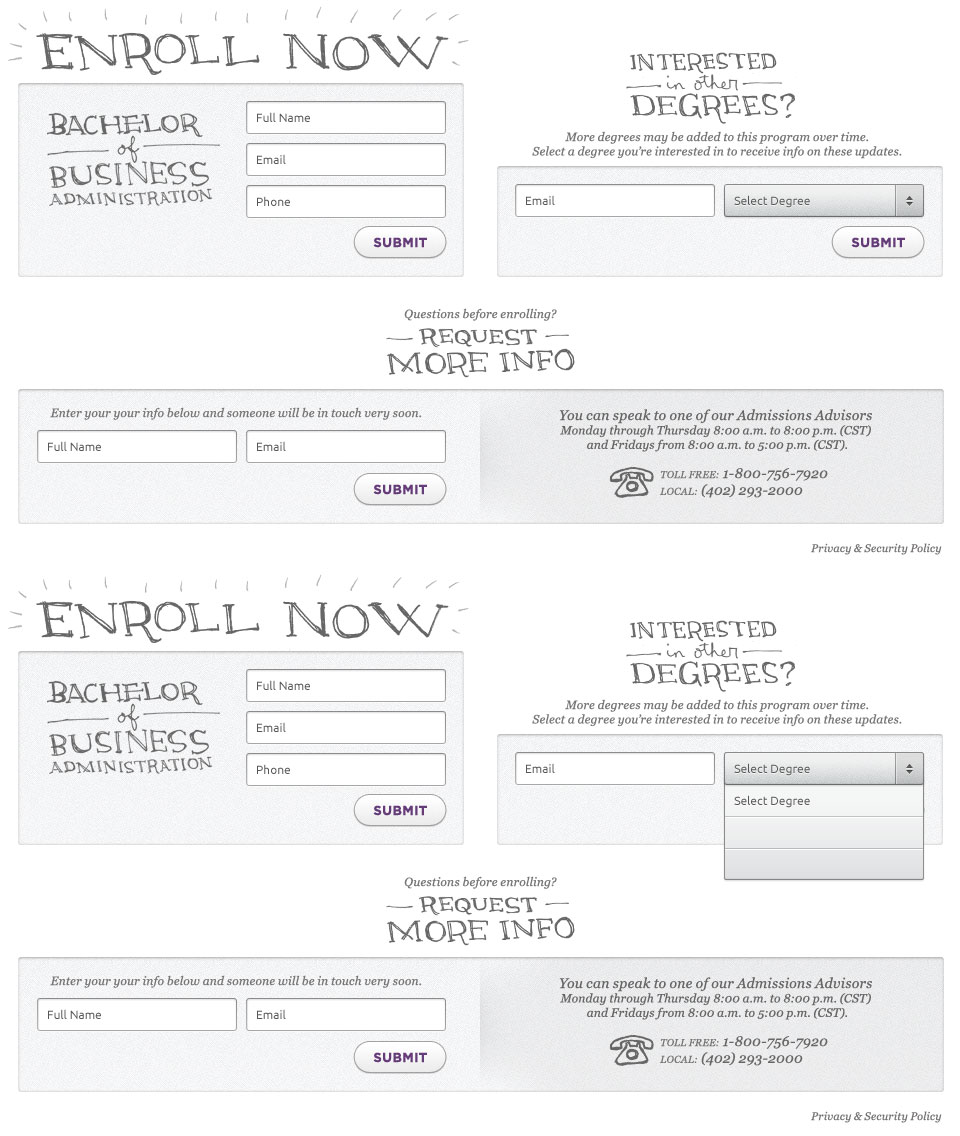 ENROLL NOW
BACHELOR
of
BUSINESS
ADMINISTRATION
Full Name
Email
Phone
SUBMIT
INTERESTED
in other
DEGREES?
More degrees may be added to this program over time.
Select a degree you're interested in to receive info on these updates.
Email
Select Degree
SUBMIT
Questions before enrolling?
REQUEST
MORE INFO
Enter your your info below and someone will be in touch very soon.
Full Name
Email
SUBMIT
You can speak to one of our Admissions Advisors
Monday through Thursday 8:00 a.m. to 8:00 p.m. (CST)
and Fridays from 8:00 a.m. to 5:00 p.m. (CST).
TOLL FREE: 1-800-756-7920
LOCAL: (402) 293-2000
Privacy & Security Policy
ENROLL NOW
BACHELOR
of
BUSINESS
ADMINISTRATION
Full Name
Email
Phone
SUBMIT
INTERESTED
in other
DEGREES?
More degrees may be added to this program over time.
Select a degree you're interested in to receive info on these updates.
Email
Select Degree
Select Degree
Questions before enrolling?
REQUEST
MORE INFO
Enter your your info below and someone will be in touch very soon.
Full Name
Email
SUBMIT
You can speak to one of our Admissions Advisors
Monday through Thursday 8:00 a.m. to 8:00 p.m. (CST)
and Fridays from 8:00 a.m. to 5:00 p.m. (CST).
TOLL FREE: 1-800-756-7920
LOCAL: (402) 293-2000
Privacy & Security Policy